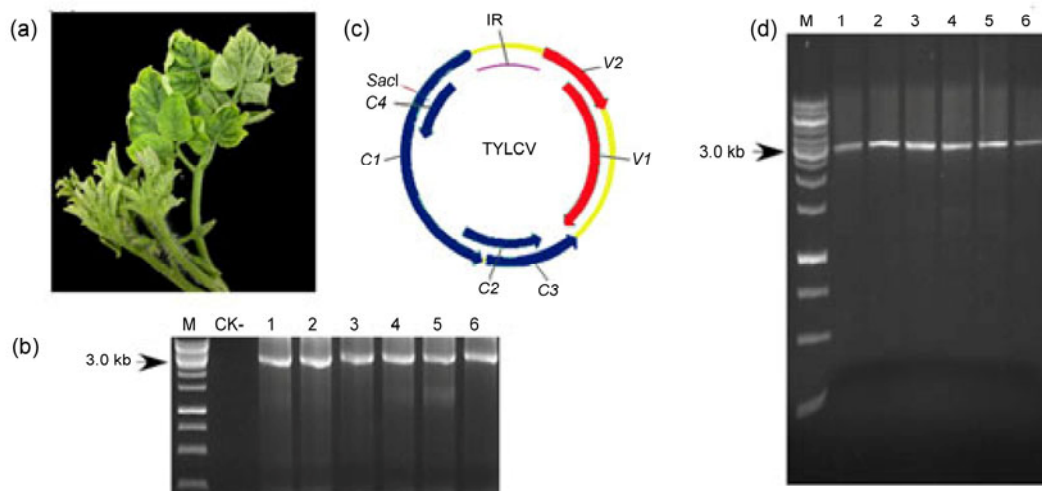 (a)
(c)
IR
V2
SacI
C4
TYLCV
C1
V1
C2
C3
(d)
M 1 2 3 4 5 6
3.0 kb
(b)
M CK- 1 2 3 4 5 6
3.0 kb